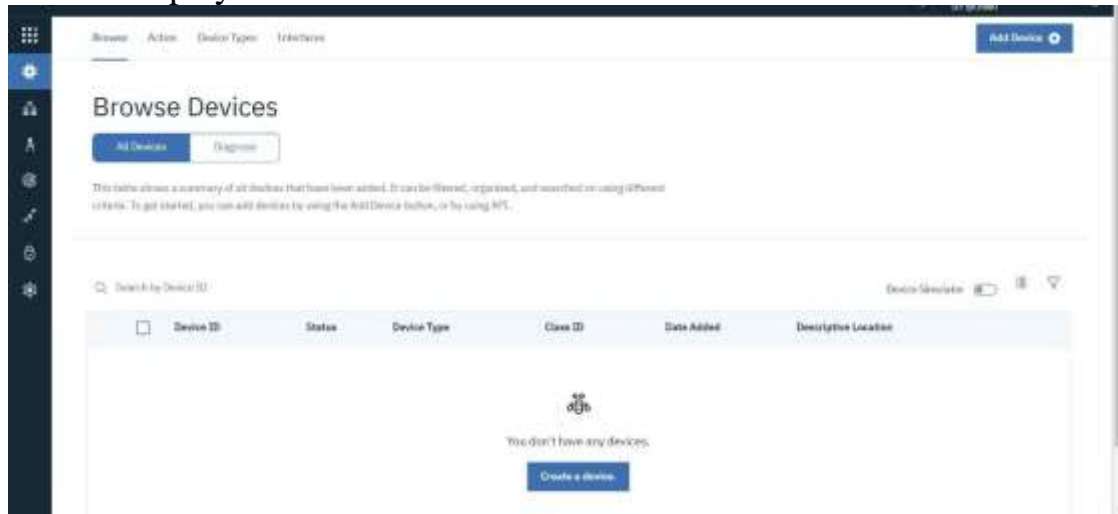 Browse Action Device Types Interfaces
Add Device
Browse Devices
All Devices Diagnose
This table shows a summary of all devices that have been added. It can be filtered, organized, and searched on using different
criteria. To get started, you can add devices by using the Add Device button, or by using API.
Search by Device ID
Device Simulator
Device ID Status Device Type Class ID Date Added Descriptive Location
You don't have any devices.
Create a device.